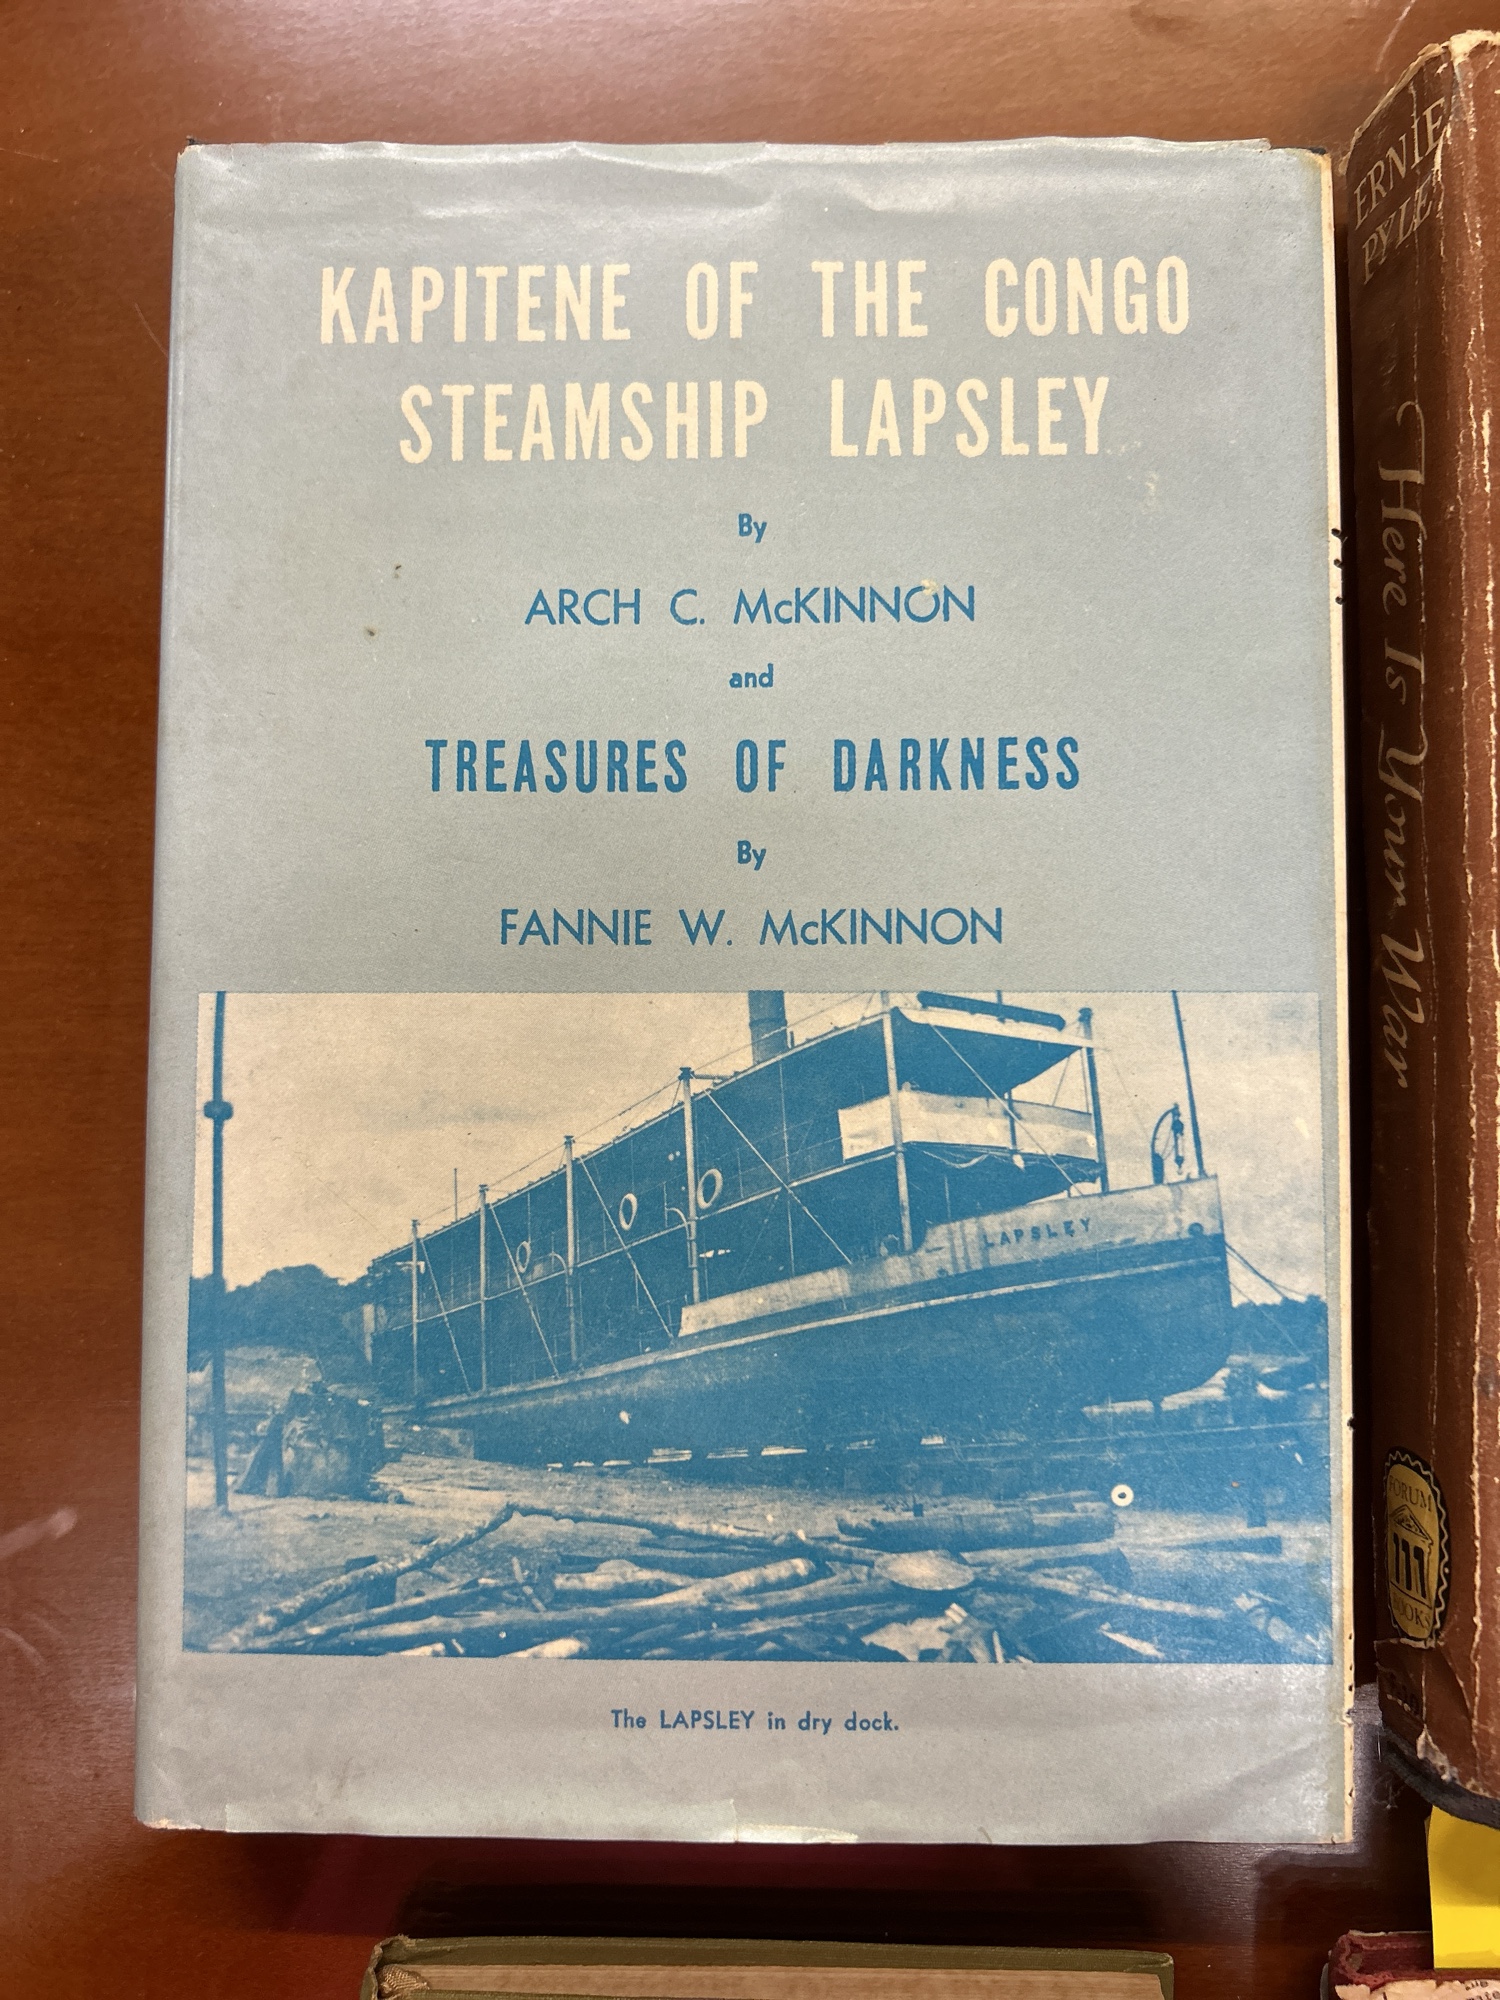 KAPITENE OF THE CONGO
STEAMSHIP LAPSLEY
By
ARCH C. McKINNON
and
TREASURES OF DARKNESS
By
FANNIE W. McKINNON
LAPSLEY
The LAPSLEY in dry dock.
ERNIE
PYLE
Here Is Your War
FORUM
BOOKS